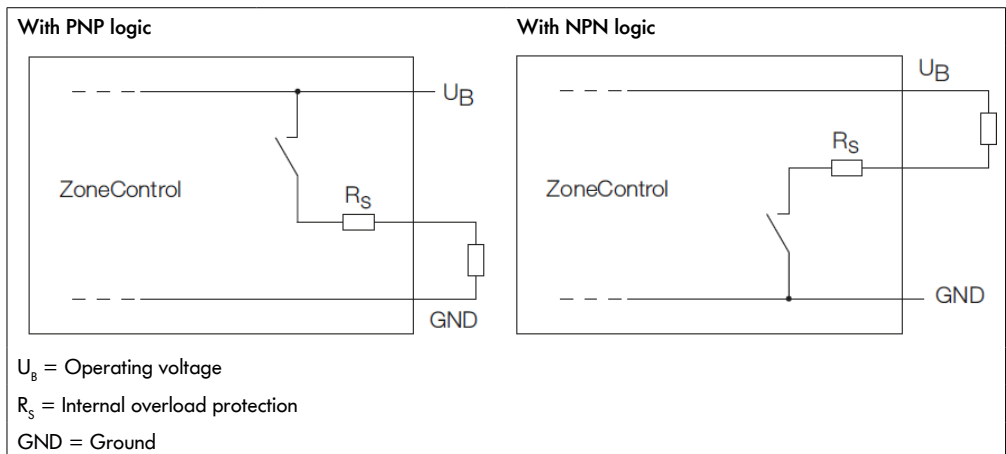 With PNP logic
U_B
ZoneControl
R_S
GND
With NPN logic
U_B
R_S
ZoneControl
GND
U_B = Operating voltage
R_S = Internal overload protection
GND = Ground